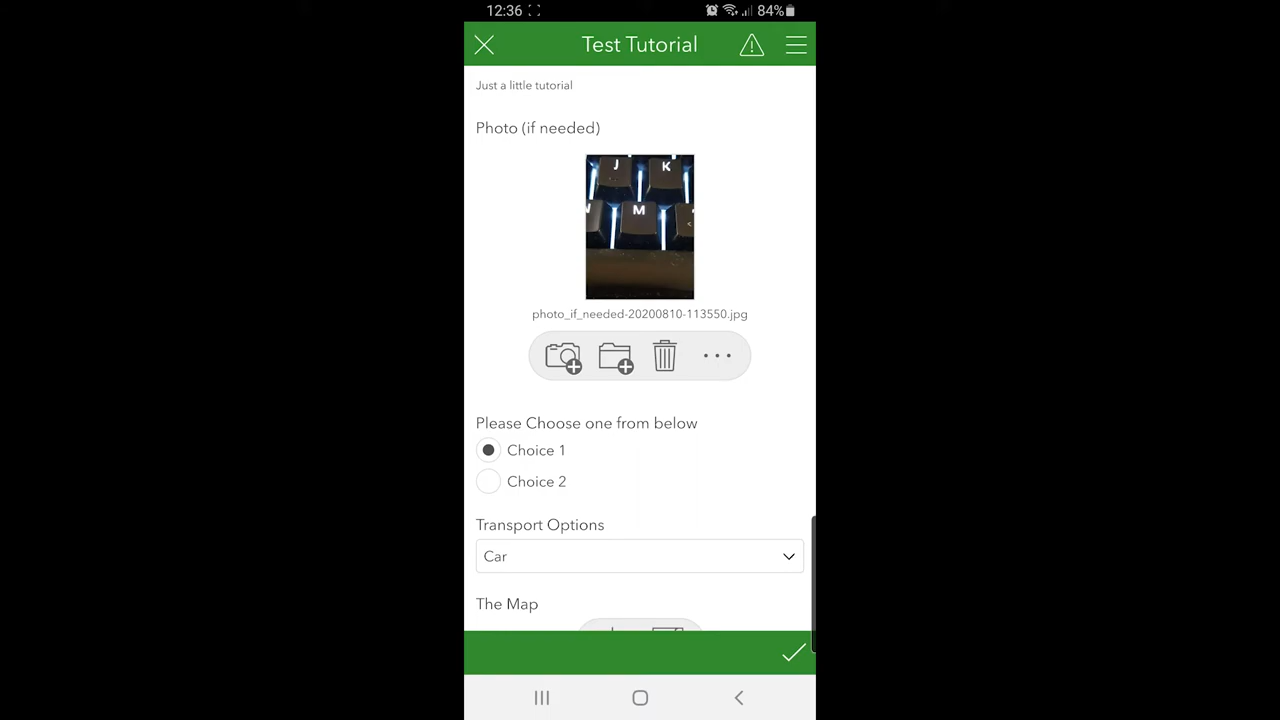 12:36 84%
Test Tutorial
Just a little tutorial
Photo (if needed)
J K
M <
photo_if_needed-20200810-113550.jpg
Please Choose one from below
Choice 1
Choice 2
Transport Options
Car
The Map